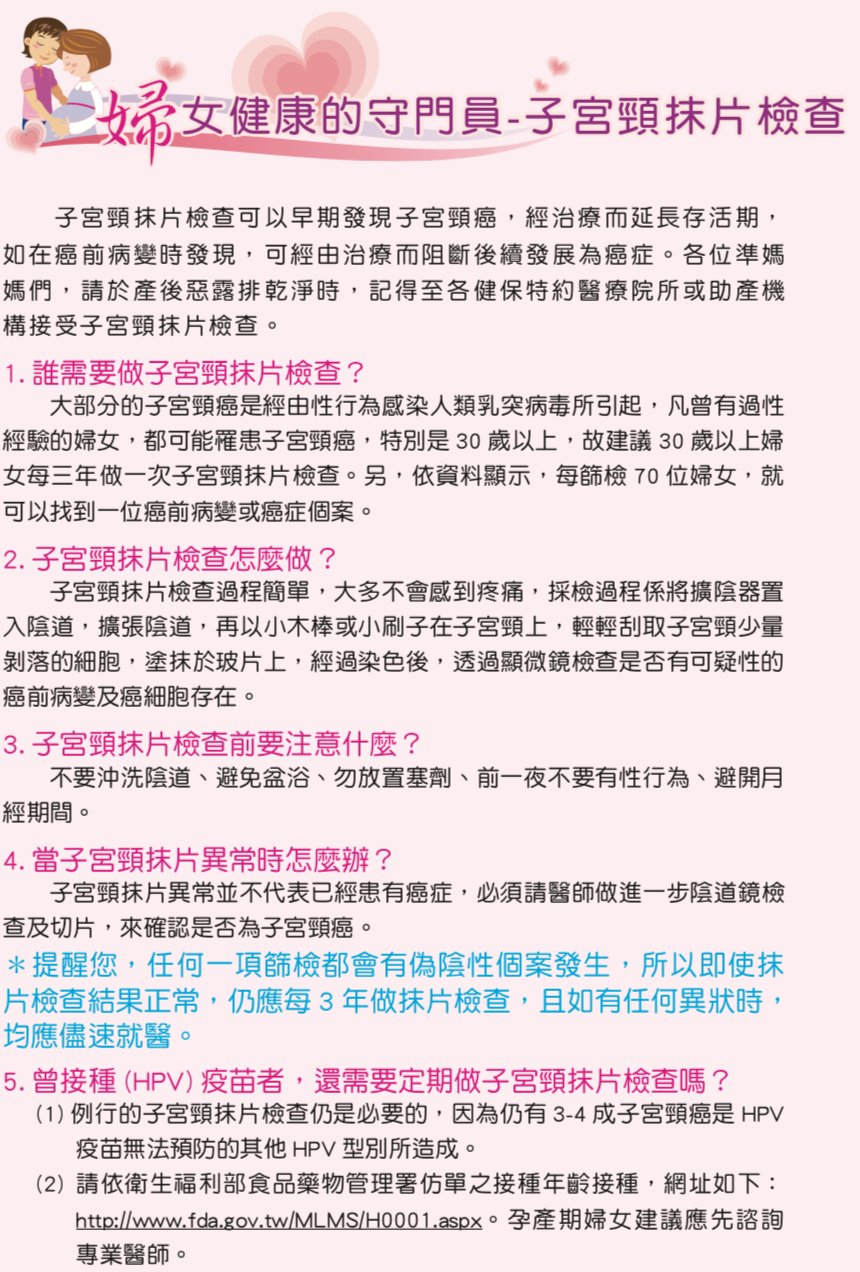 婦女健康的守門員-子宮頸抹片檢查
子宮頸抹片檢查可以早期發現子宮頸癌，經治療而延長存活期，
如在癌前病變時發現，可經由治療而阻斷後續發展為癌症。各位準媽
媽們，請於產後惡露排乾淨時，記得至各健保特約醫療院所或助產機
構接受子宮頸抹片檢查。
1. 誰需要做子宮頸抹片檢查？
大部分的子宮頸癌是經由性行為感染人類乳突病毒所引起，凡曾有過性
經驗的婦女，都可能罹患子宮頸癌，特別是 30 歲以上，故建議 30 歲以上婦
女每三年做一次子宮頸抹片檢查。另，依資料顯示，每篩檢 70 位婦女，就
可以找到一位癌前病變或癌症個案。
2. 子宮頸抹片檢查怎麼做？
子宮頸抹片檢查過程簡單，大多不會感到疼痛，採檢過程係將擴陰器置
入陰道，擴張陰道，再以小木棒或小刷子在子宮頸上，輕輕刮取子宮頸少量
剝落的細胞，塗抹於玻片上，經過染色後，透過顯微鏡檢查是否有可疑性的
癌前病變及癌細胞存在。
3. 子宮頸抹片檢查前要注意什麼？
不要沖洗陰道、避免盆浴、勿放置塞劑、前一夜不要有性行為、避開月
經期間。
4. 當子宮頸抹片異常時怎麼辦？
子宮頸抹片異常並不代表已經患有癌症，必須請醫師做進一步陰道鏡檢
查及切片，來確認是否為子宮頸癌。
＊提醒您，任何一項篩檢都會有偽陰性個案發生，所以即使抹
片檢查結果正常，仍應每 3 年做抹片檢查，且如有任何異狀時，
均應儘速就醫。
5. 曾接種 (HPV) 疫苗者，還需要定期做子宮頸抹片檢查嗎？
(1) 例行的子宮頸抹片檢查仍是必要的，因為仍有 3-4 成子宮頸癌是 HPV
疫苗無法預防的其他 HPV 型別所造成。
(2) 請依衛生福利部食品藥物管理署仿單之接種年齡接種，網址如下：
http://www.fda.gov.tw/MLMS/H0001.aspx。孕產期婦女建議應先諮詢
專業醫師。